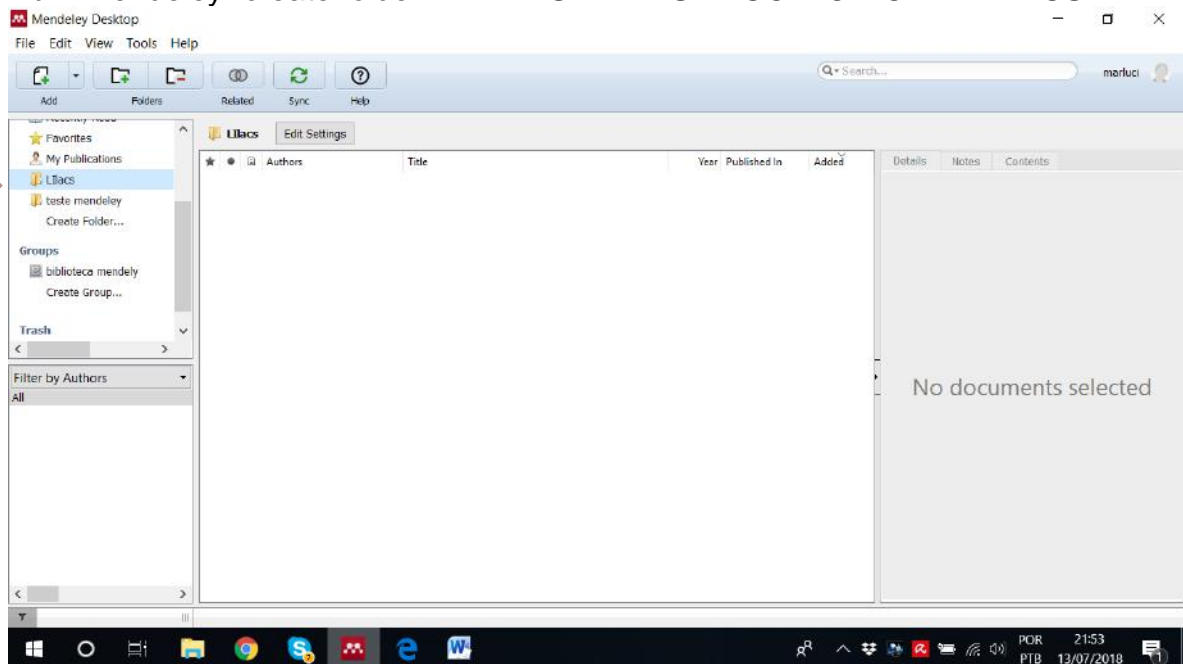 Mendeley Desktop
File Edit View Tools Help
Add Folders Related Sync Help
Search...
marluci
Favorites
My Publications
LIlacs
teste mendeley
Create Folder...
Groups
biblioteca mendely
Create Group...
Trash
Filter by Authors
All
LIlacs Edit Settings
Authors Title Year Published In Added
Details Notes Contents
No documents selected
POR 21:53
PTB 13/07/2018